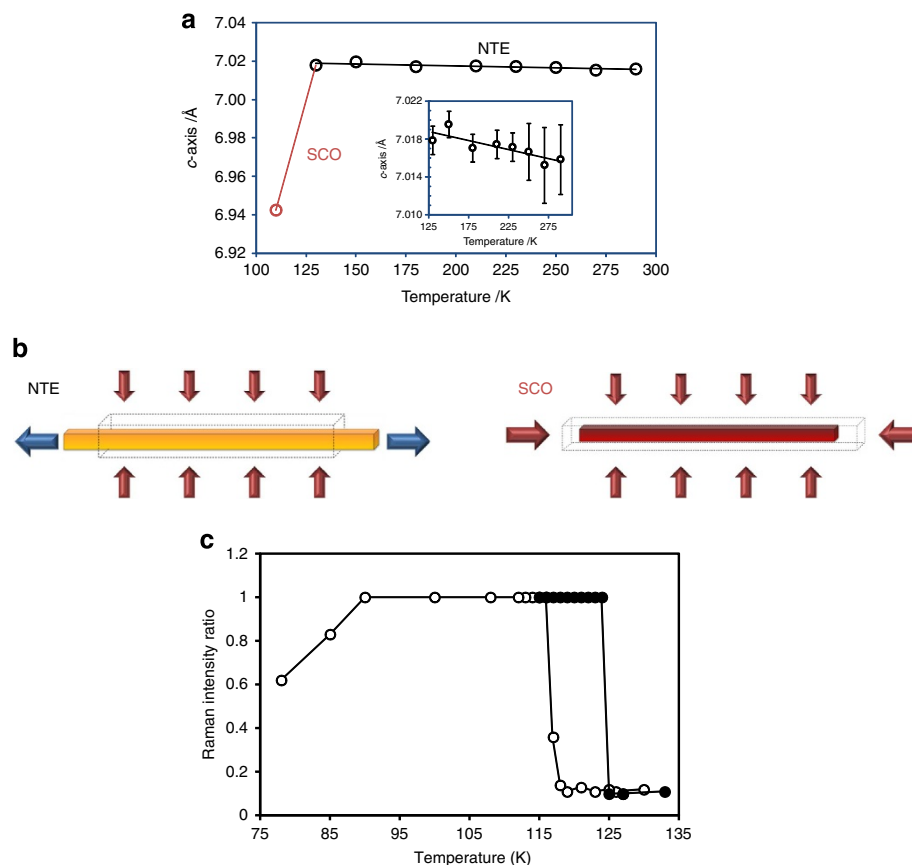 a
7.04
7.02
7.00
6.98
6.96
6.94
6.92
c-axis /Å
NTE
SCO
7.022
7.018
7.014
7.010
c-axis /Å
125 175 225 275
Temperature /K
100 125 150 175 200 225 250 275 300
Temperature /K
b
NTE
SCO
c
1.2
1
0.8
0.6
0.4
0.2
0
Raman intensity ratio
75 85 95 105 115 125 135
Temperature (K)